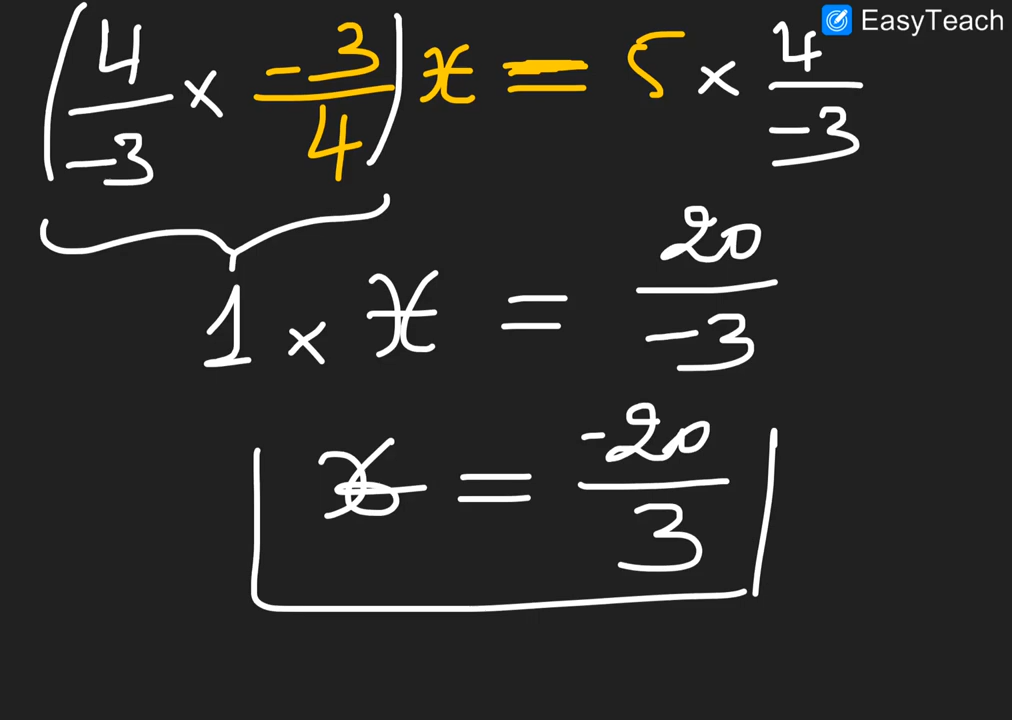 EasyTeach
(4/-3 × -3/4) x = 5 × 4/-3
1 × x = 20/-3
x = -20/3